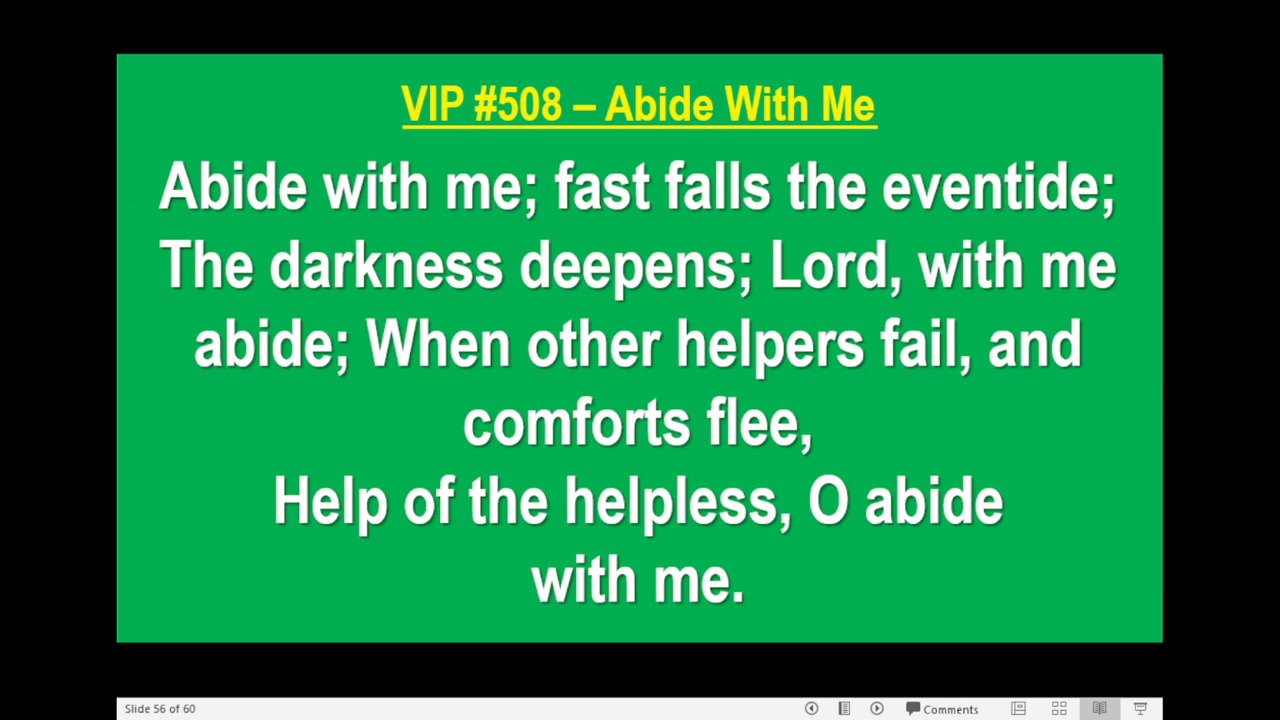 VIP #508 – Abide With Me
Abide with me; fast falls the eventide;
The darkness deepens; Lord, with me
abide; When other helpers fail, and
comforts flee,
Help of the helpless, O abide
with me.
Slide 56 of 60
Comments